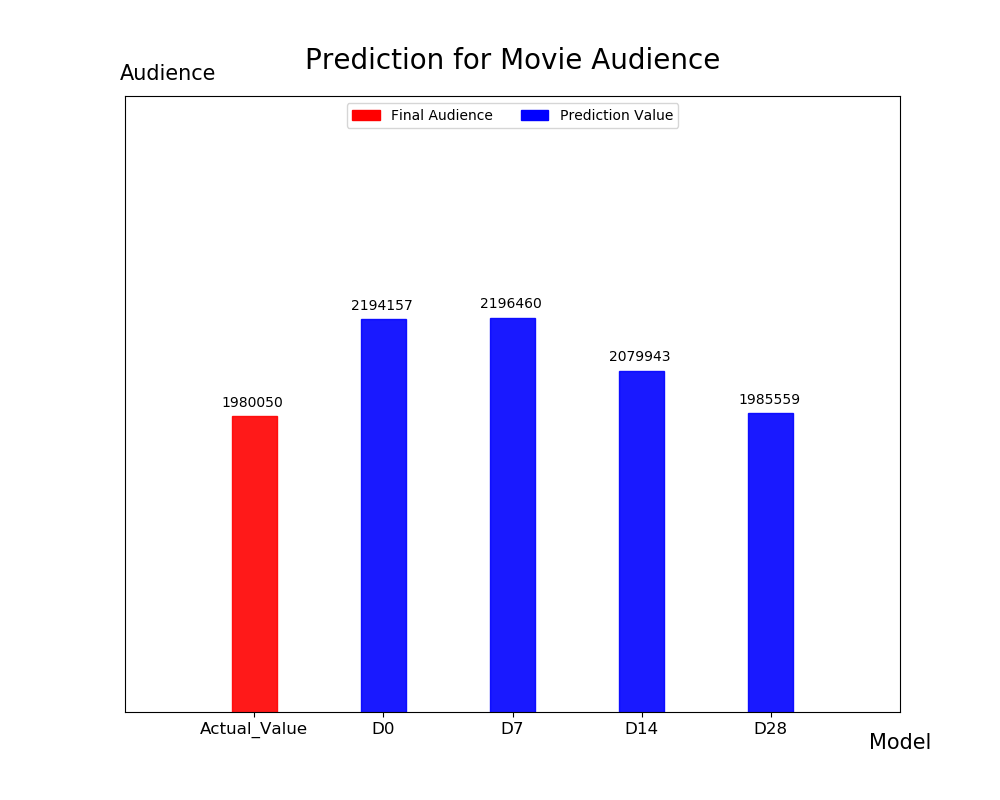 Prediction for Movie Audience
Audience
Final Audience
Prediction Value
1980050
2194157
2196460
2079943
1985559
Actual_Value
D0
D7
D14
D28
Model